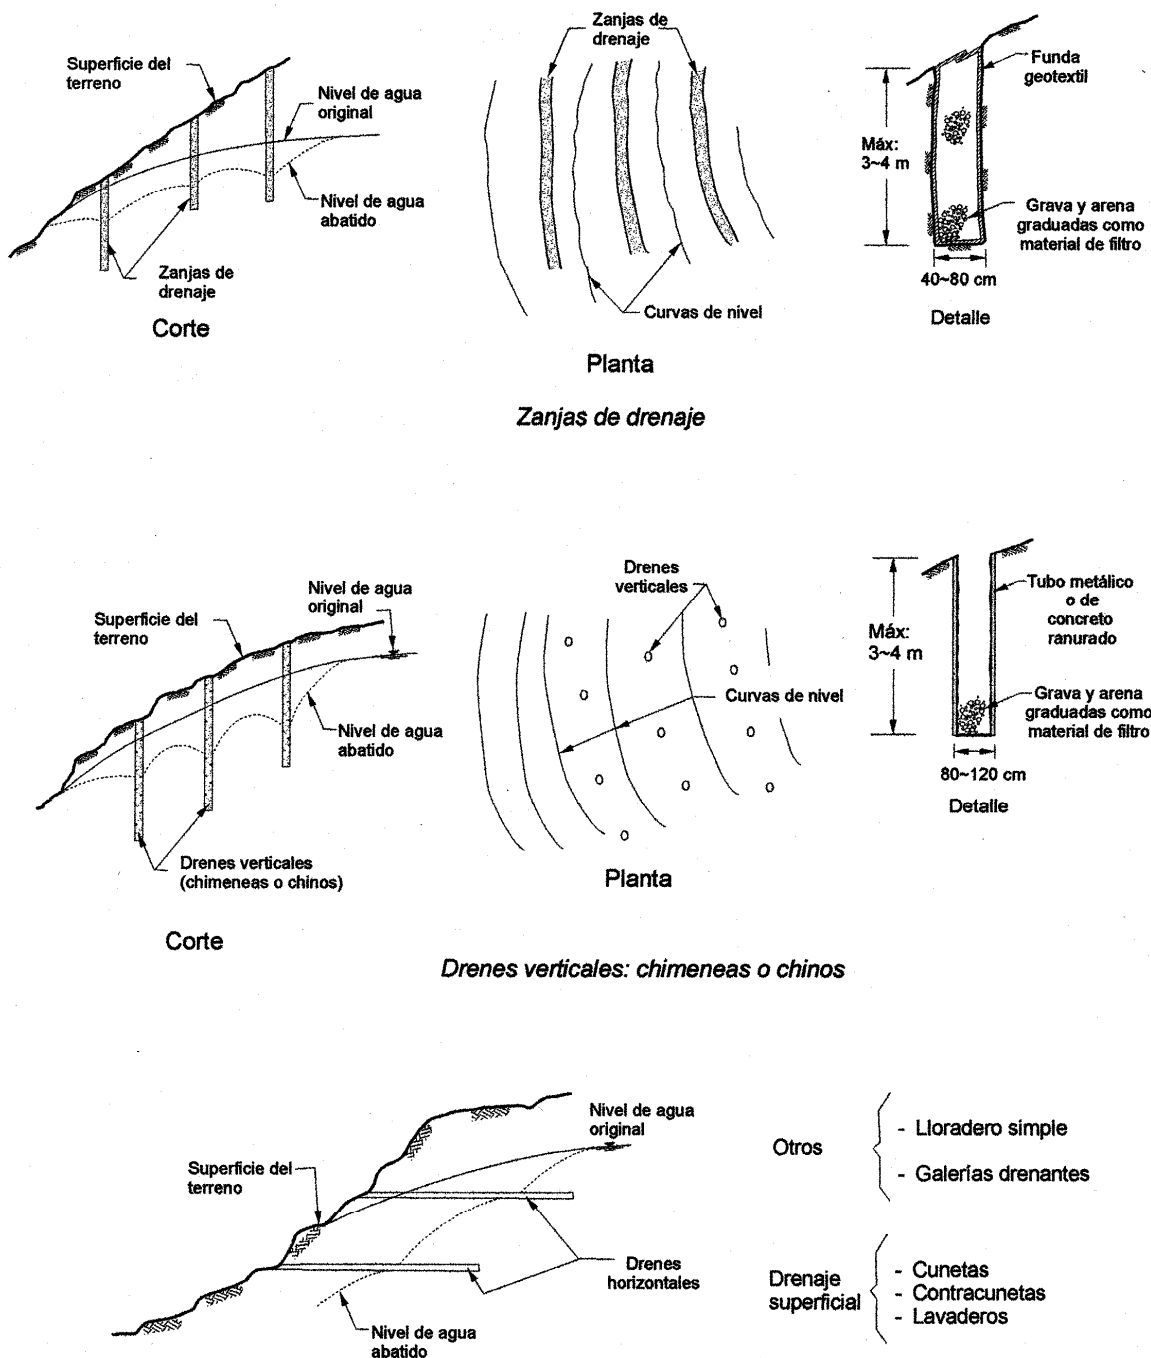 Superficie del
terreno
Nivel de agua
original
Nivel de agua
abatido
Zanjas de
drenaje
Corte
Zanjas de
drenaje
Curvas de nivel
Planta
Funda
geotextil
Máx:
3~4 m
Grava y arena
graduadas como
material de filtro
40~80 cm
Detalle
Zanjas de drenaje
Superficie del
terreno
Nivel de agua
original
Nivel de agua
abatido
Drenes verticales
(chimeneas o chinos)
Corte
Drenes
verticales
Curvas de nivel
Planta
Tubo metálico
o de
concreto
ranurado
Máx:
3~4 m
Grava y arena
graduadas como
material de filtro
80~120 cm
Detalle
Drenes verticales: chimeneas o chinos
Superficie del
terreno
Nivel de agua
original
Drenes
horizontales
Nivel de agua
abatido
Otros
- Lloradero simple
- Galerías drenantes
Drenaje
superficial
- Cunetas
- Contracunetas
- Lavaderos